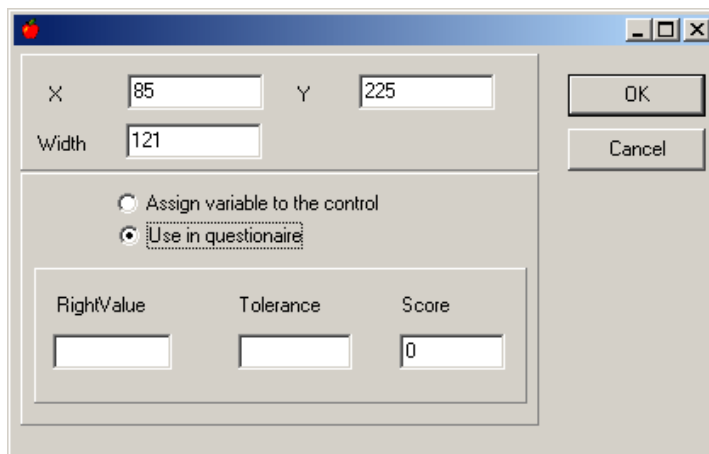 X 85 Y 225 OK
Width 121 Cancel
Assign variable to the control
Use in questionaire
RightValue Tolerance Score
0